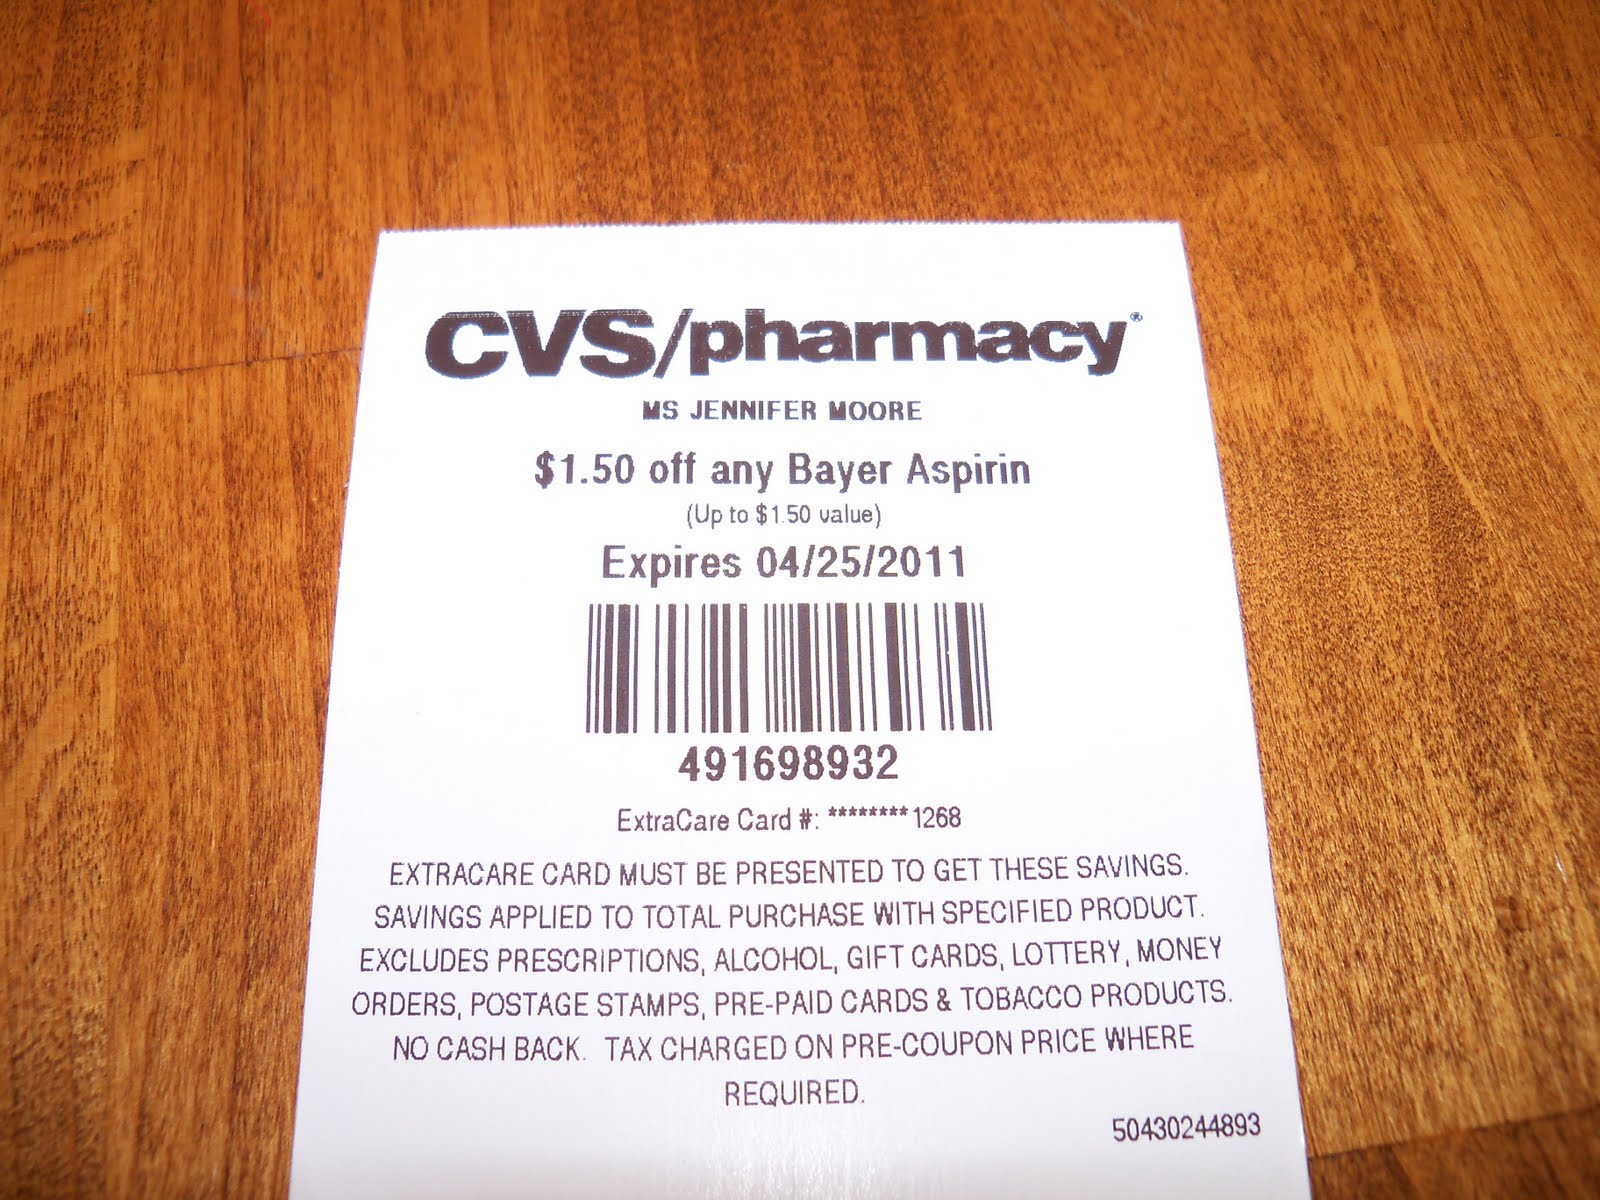 CVS/pharmacy®
MS JENNIFER MOORE
$1.50 off any Bayer Aspirin
(Up to $1.50 value)
Expires 04/25/2011
491698932
ExtraCare Card #: ********1268
EXTRACARE CARD MUST BE PRESENTED TO GET THESE SAVINGS.
SAVINGS APPLIED TO TOTAL PURCHASE WITH SPECIFIED PRODUCT.
EXCLUDES PRESCRIPTIONS, ALCOHOL, GIFT CARDS, LOTTERY, MONEY
ORDERS, POSTAGE STAMPS, PRE-PAID CARDS & TOBACCO PRODUCTS.
NO CASH BACK. TAX CHARGED ON PRE-COUPON PRICE WHERE
REQUIRED.
50430244893